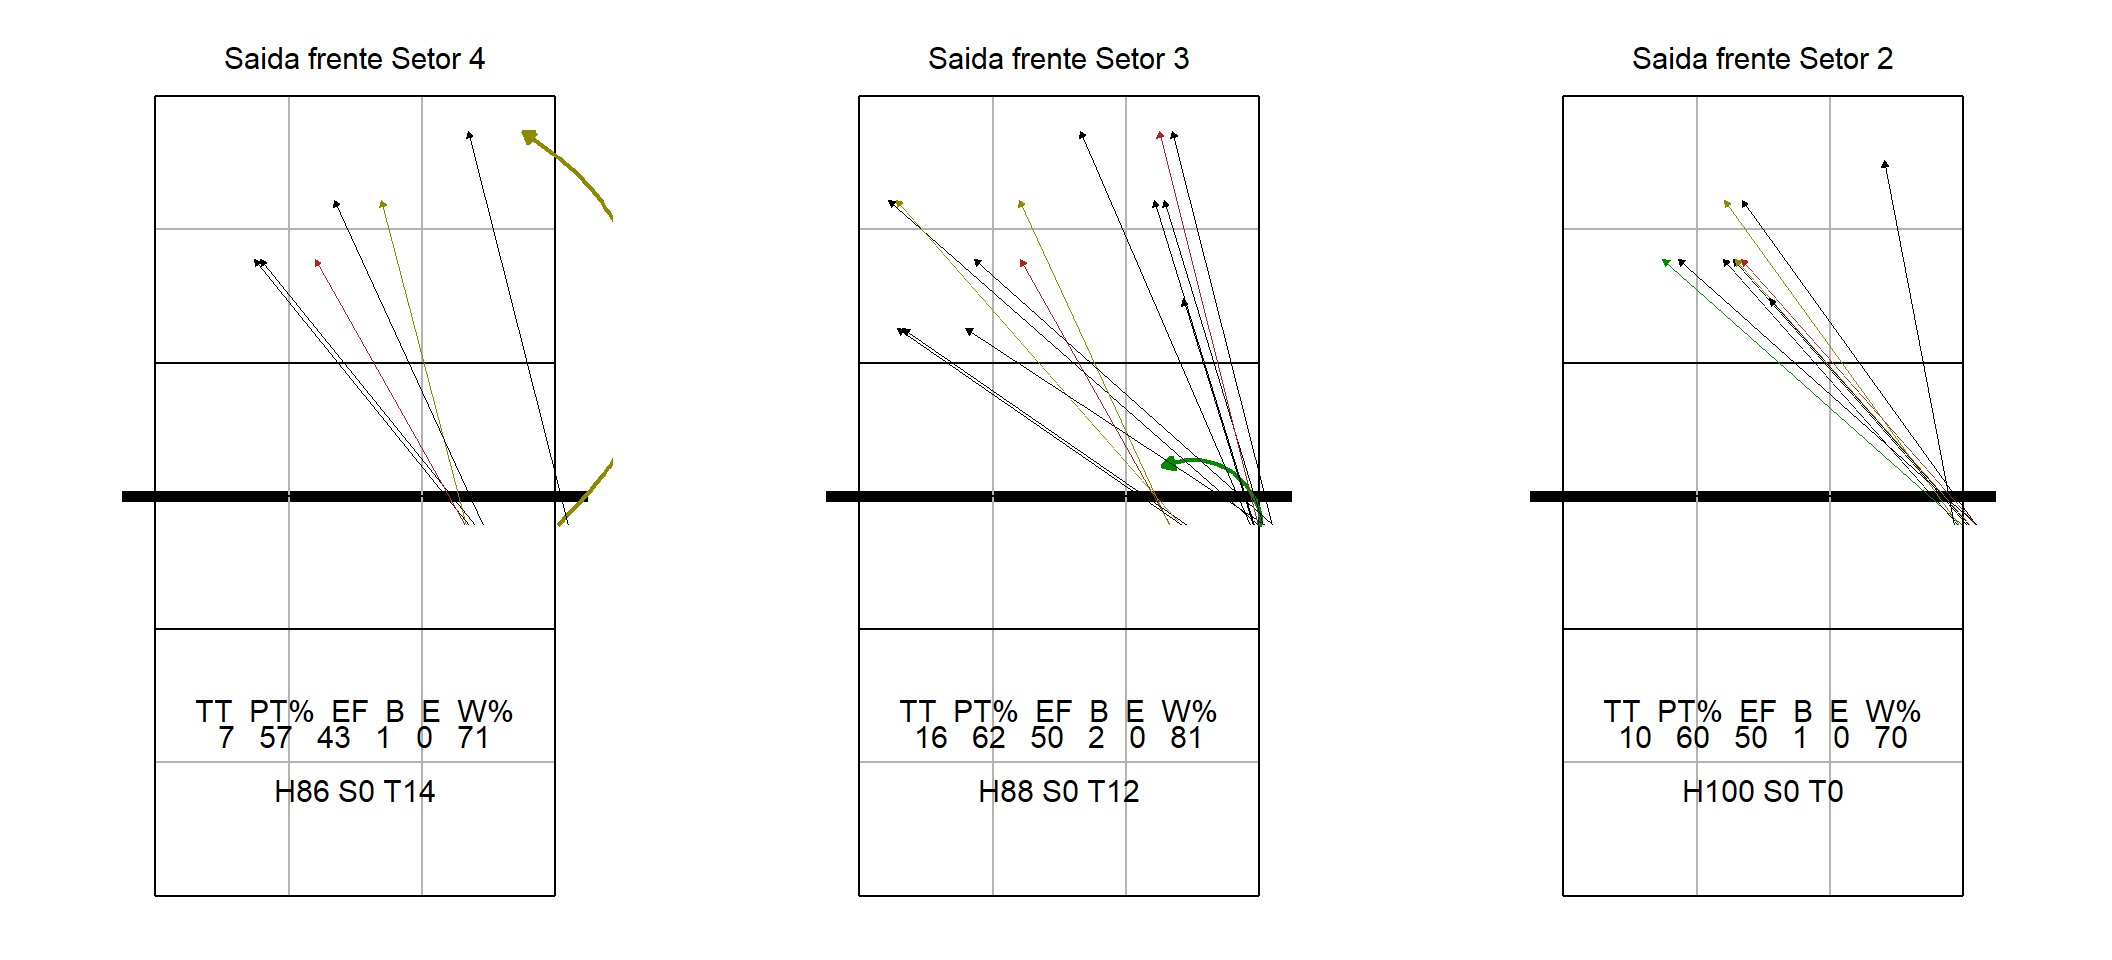 Saida frente Setor 4
TT PT% EF B E W%
7 57 43 1 0 71
H86 S0 T14
Saida frente Setor 3
TT PT% EF B E W%
16 62 50 2 0 81
H88 S0 T12
Saida frente Setor 2
TT PT% EF B E W%
10 60 50 1 0 70
H100 S0 T0